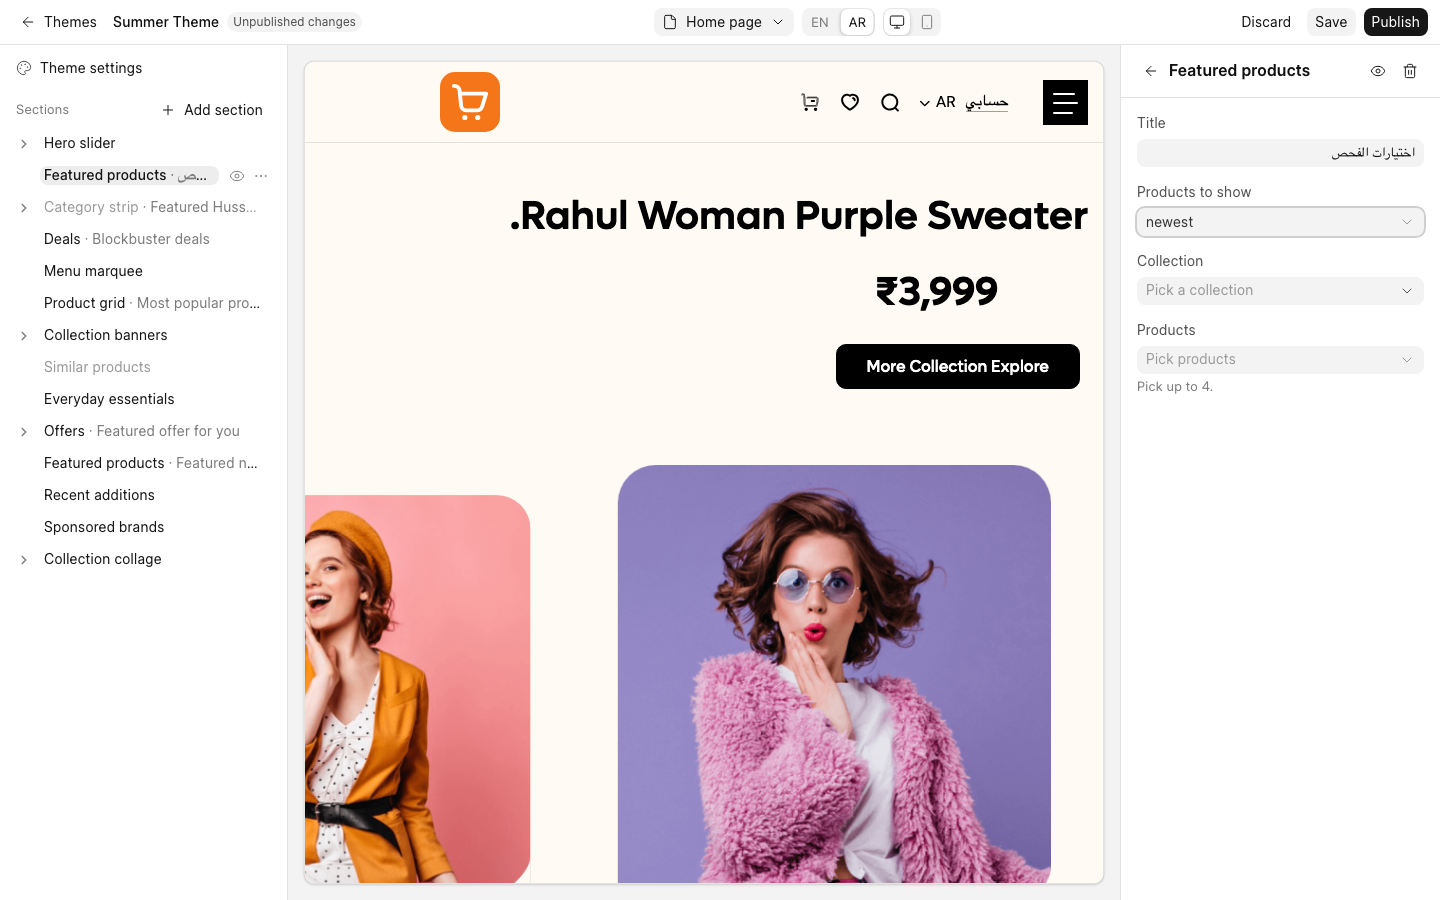 Themes
Summer Theme
Unpublished changes
Home page
EN
AR
Discard
Save
Publish
Theme settings
Sections
Add section
Hero slider
Featured products · ص...
Category strip · Featured Huss...
Deals · Blockbuster deals
Menu marquee
Product grid · Most popular pro...
Collection banners
Similar products
Everyday essentials
Offers · Featured offer for you
Featured products · Featured n...
Recent additions
Sponsored brands
Collection collage
AR
حسابي
.Rahul Woman Purple Sweater
₹3,999
More Collection Explore
Featured products
Title
اختيارات الفحص
Products to show
newest
Collection
Pick a collection
Products
Pick products
Pick up to 4.